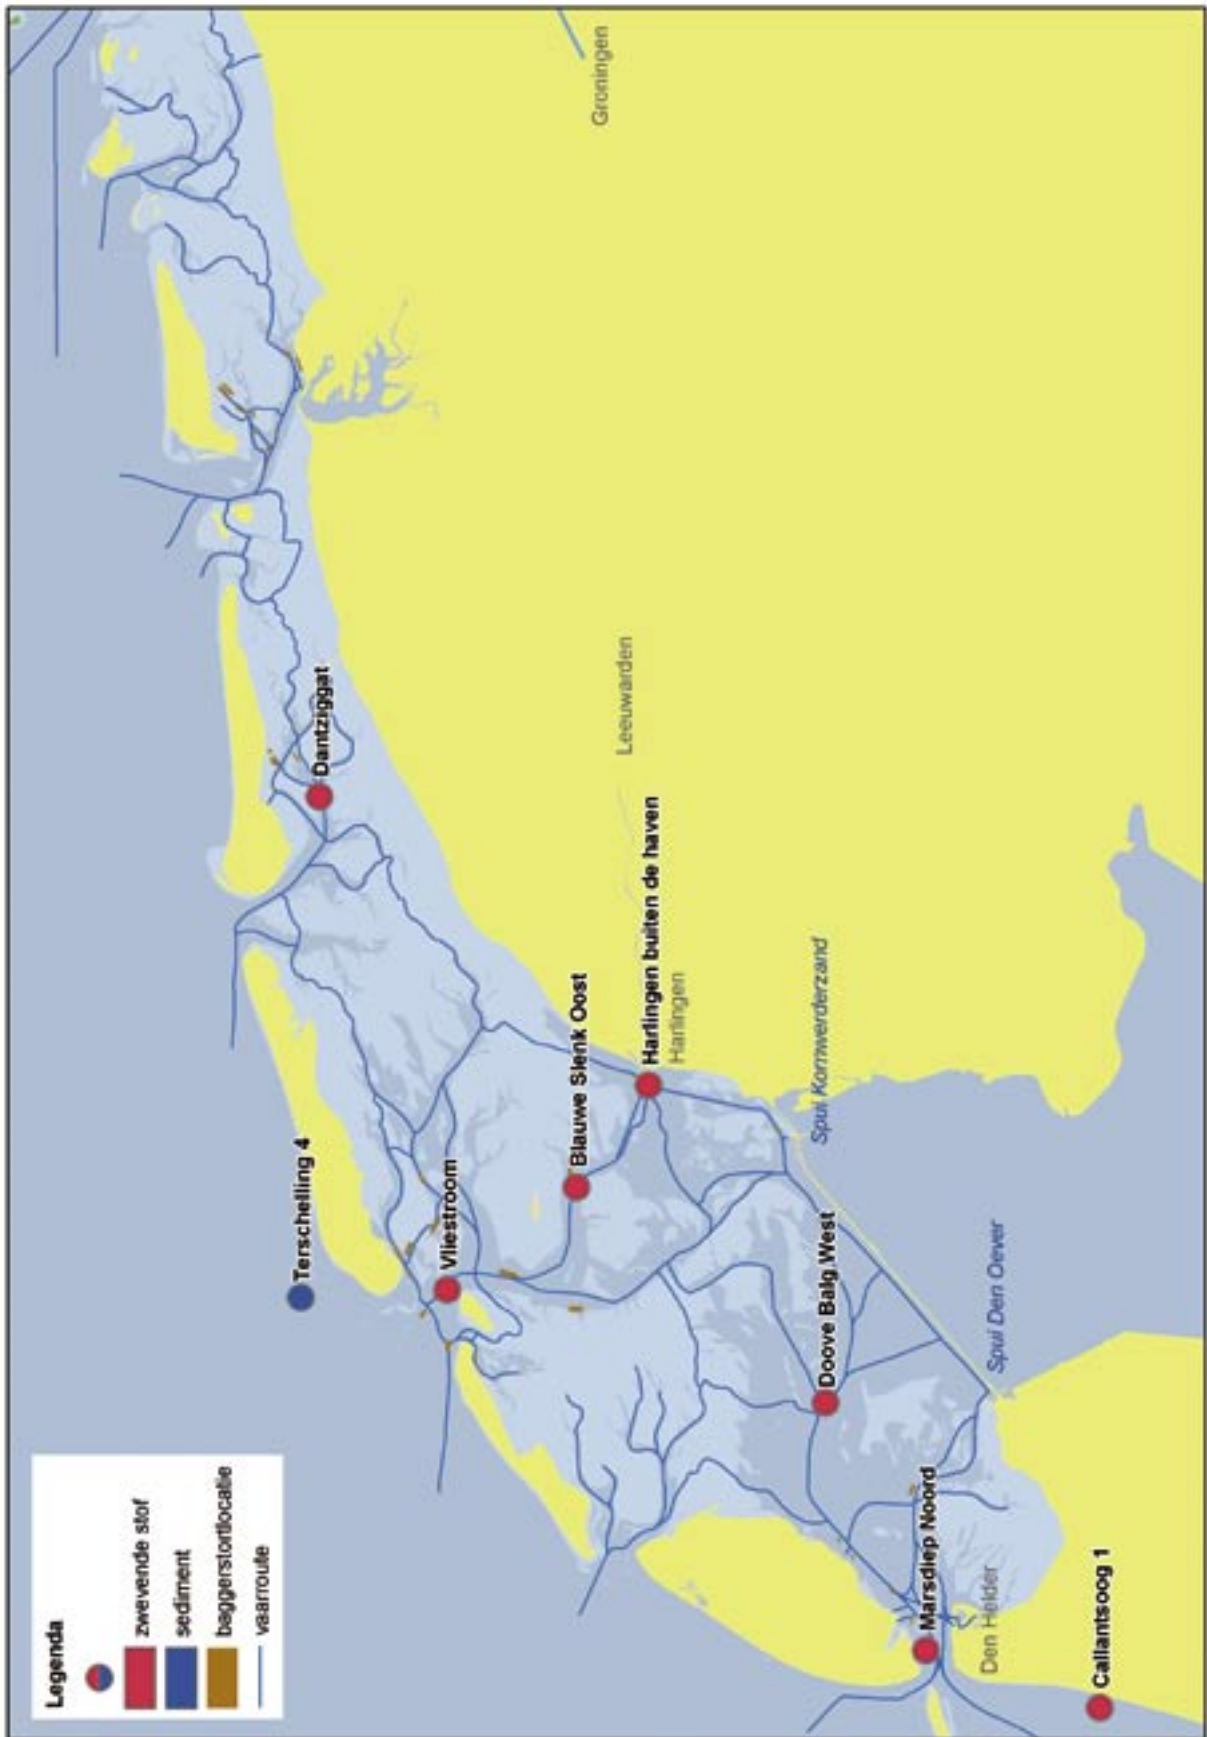 Legenda
zwevende stof
sediment
baggerstortlocatie
vaarroute
Groningen
Dantziggat
Leeuwarden
Terschelling 4
Vliestroom
Blauwe Slenk Oost
Harlingen buiten de haven
Harlingen
Spui Kornwerderzand
Doove Balg West
Spui Den Oever
Marsdiep Noord
Den Helder
Callantsoog 1